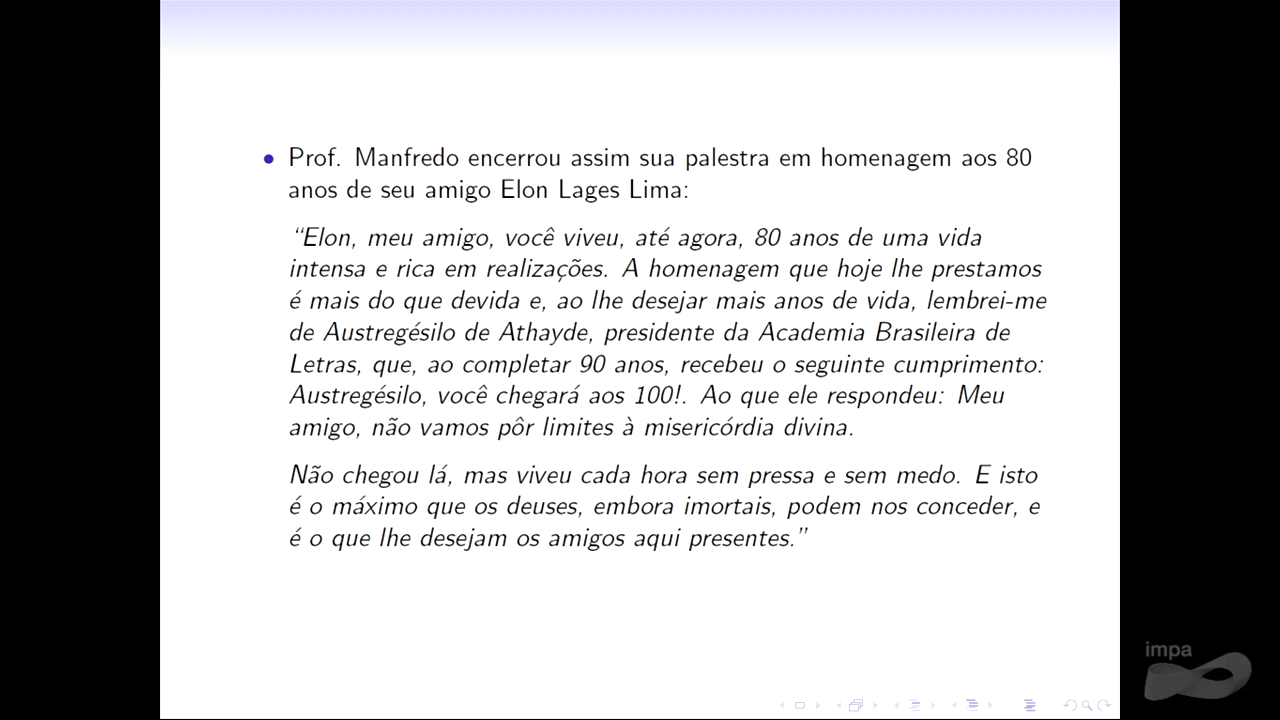 Prof. Manfredo encerrou assim sua palestra em homenagem aos 80
anos de seu amigo Elon Lages Lima:
“Elon, meu amigo, você viveu, até agora, 80 anos de uma vida
intensa e rica em realizações. A homenagem que hoje lhe prestamos
é mais do que devida e, ao lhe desejar mais anos de vida, lembrei-me
de Austregésilo de Athayde, presidente da Academia Brasileira de
Letras, que, ao completar 90 anos, recebeu o seguinte cumprimento:
Austregésilo, você chegará aos 100!. Ao que ele respondeu: Meu
amigo, não vamos pôr limites à misericórdia divina.
Não chegou lá, mas viveu cada hora sem pressa e sem medo. E isto
é o máximo que os deuses, embora imortais, podem nos conceder, e
é o que lhe desejam os amigos aqui presentes.”
impa